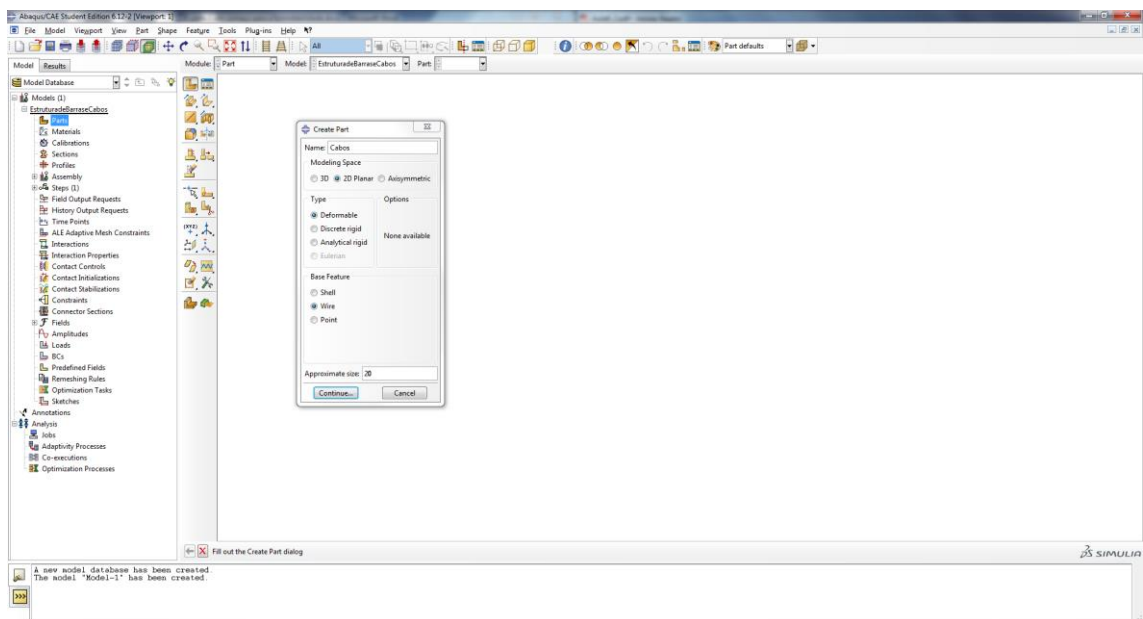 Abaqus/CAE Student Edition 6.12-2 [Viewport: 1]
File Model Viewport View Part Shape Feature Tools Plug-ins Help
All
Part defaults
Model Results
Module: Part Model: EstruturadeBarraseCabos Part:
Model Database
Models (1)
EstruturadeBarraseCabos
Parts
Materials
Calibrations
Sections
Profiles
Assembly
Steps (1)
Field Output Requests
History Output Requests
Time Points
ALE Adaptive Mesh Constraints
Interactions
Interaction Properties
Contact Controls
Contact Initializations
Contact Stabilizations
Constraints
Connector Sections
Fields
Amplitudes
Loads
BCs
Predefined Fields
Remeshing Rules
Optimization Tasks
Sketches
Annotations
Analysis
Jobs
Adaptivity Processes
Co-executions
Optimization Processes
Create Part
Name: Cabos
Modeling Space
3D 2D Planar Axisymmetric
Type
Deformable
Discrete rigid
Analytical rigid
Eulerian
Options
None available
Base Feature
Shell
Wire
Point
Approximate size: 20
Continue... Cancel
Fill out the Create Part dialog
SIMULIA
A new model database has been created.
The model "Model-1" has been created.
>>>